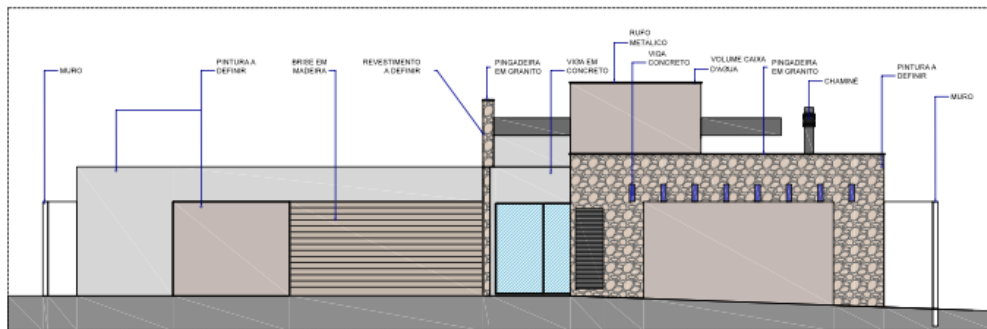 MURO
PINTURA A
DEFINIR
BRISE EM
MADEIRA
REVESTIMENTO
A DEFINIR
PINGADEIRA
EM GRANITO
VIGA EM
CONCRETO
RUFO
METALICO
VIGA
CONCRETO
VOLUME CAIXA
D'AGUA
PINGADEIRA
EM GRANITO
CHAMINÉ
PINTURA A
DEFINIR
MURO